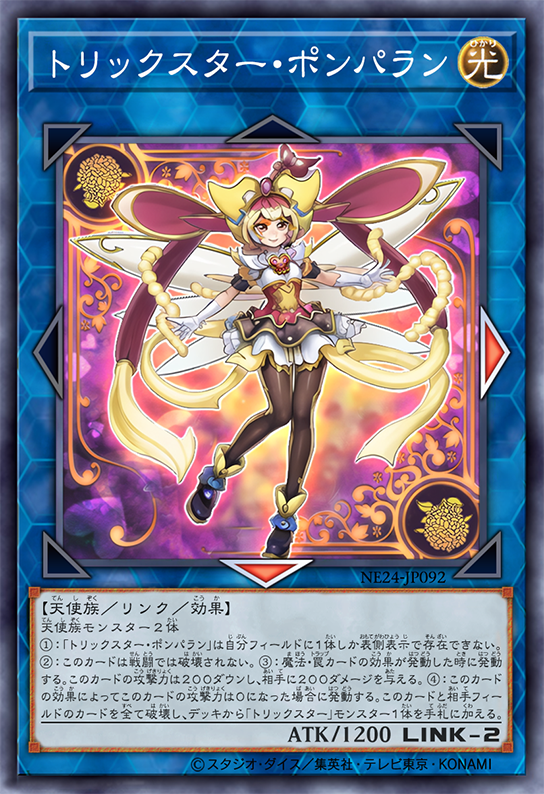 トリックスター・ポンパラン
光
NE24-JP092
【天使族／リンク／効果】
天使族モンスター２体
①：「トリックスター・ポンパラン」は自分フィールドに１体しか表側表示で存在できない。
②：このカードは戦闘では破壊されない。③：魔法・罠カードの効果が発動した時に発動
する。このカードの攻撃力は２００ダウンし、相手に２００ダメージを与える。④：このカード
の効果によってこのカードの攻撃力は０になった場合に発動する。このカードと相手フィー
ルドのカードを全て破壊し、デッキから「トリックスター」モンスター１体を手札に加える。
ATK/1200 LINK-2
©スタジオ・ダイス/集英社・テレビ東京・KONAMI